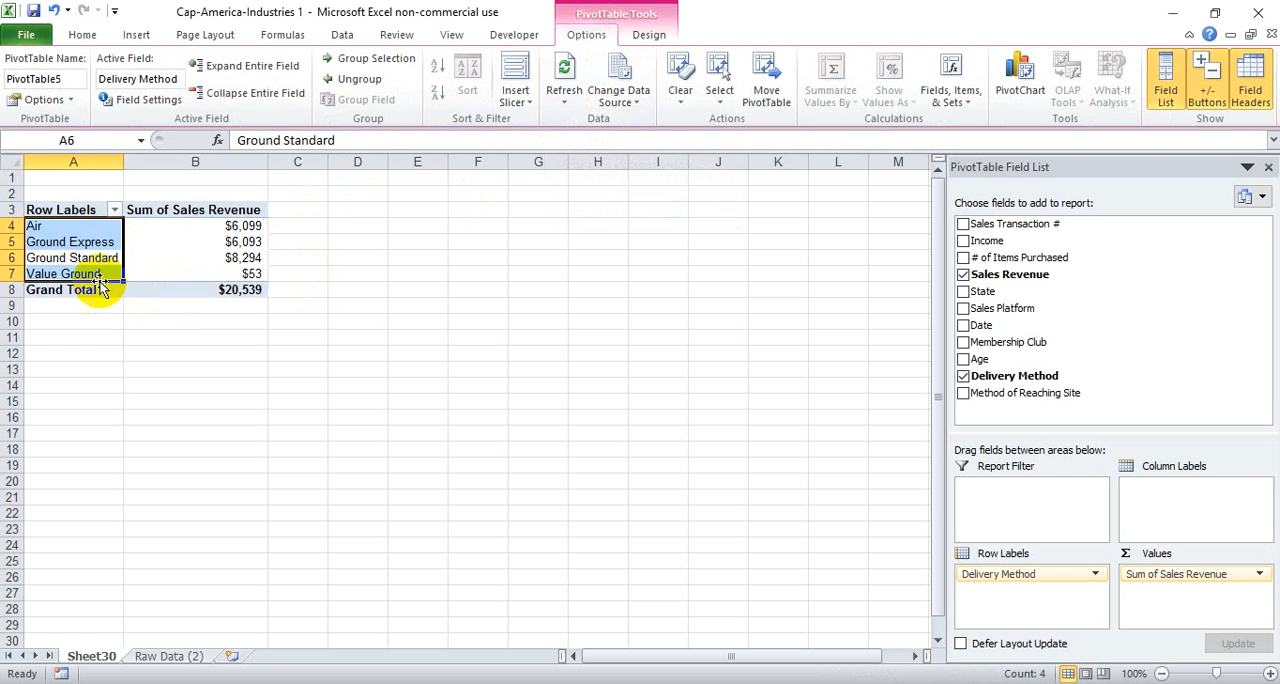 Cap-America-Industries 1 - Microsoft Excel non-commercial use
PivotTable Tools
File Home Insert Page Layout Formulas Data Review View Developer Options Design
PivotTable Name:
PivotTable5
Options
PivotTable
Active Field:
Delivery Method
Field Settings
Expand Entire Field
Collapse Entire Field
Active Field
Group Selection
Ungroup
Group Field
Group
Sort
Insert
Slicer
Sort & Filter
Refresh
Change Data
Source
Data
Clear
Select
Move
PivotTable
Actions
Summarize
Values By
Show
Values As
Fields, Items,
& Sets
Calculations
PivotChart
OLAP
Tools
What-If
Analysis
Tools
Field
List
+/-
Buttons
Field
Headers
Show
A6 fx Ground Standard
A B C D E F G H I J K L M
1
2
3 Row Labels Sum of Sales Revenue
4 Air $6,099
5 Ground Express $6,093
6 Ground Standard $8,294
7 Value Ground $53
8 Grand Total $20,539
9
10
11
12
13
14
15
16
17
18
19
20
21
22
23
24
25
26
27
28
29
30
PivotTable Field List
Choose fields to add to report:
Sales Transaction #
Income
# of Items Purchased
Sales Revenue
State
Sales Platform
Date
Membership Club
Age
Delivery Method
Method of Reaching Site
Drag fields between areas below:
Report Filter
Column Labels
Row Labels
Σ Values
Delivery Method
Sum of Sales Revenue
Defer Layout Update
Update
Sheet30 Raw Data (2)
Ready
Count: 4
100%